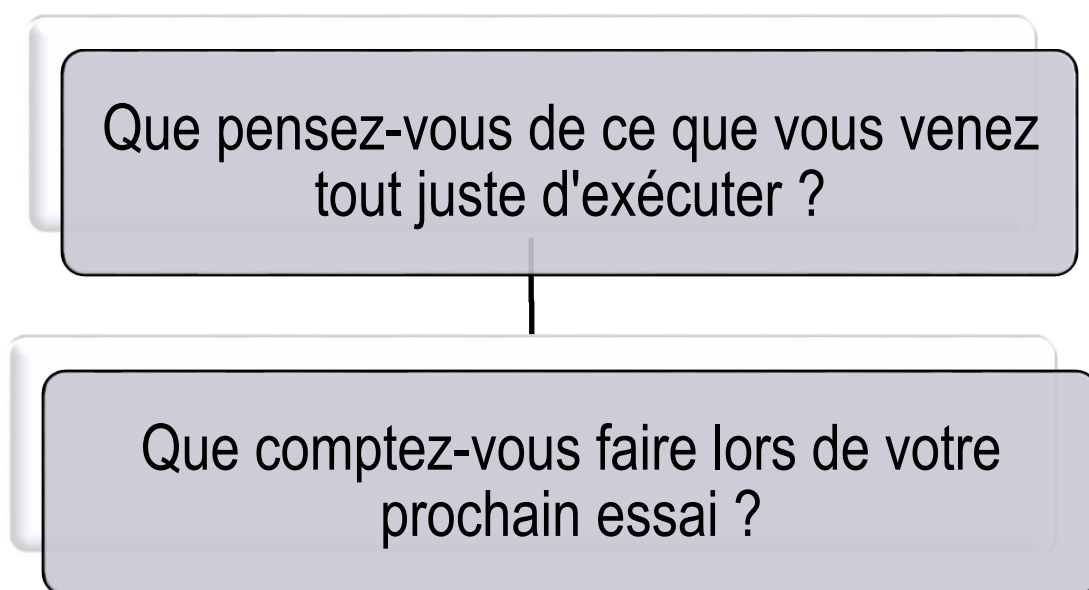 Que pensez-vous de ce que vous venez
tout juste d'exécuter ?
Que comptez-vous faire lors de votre
prochain essai ?